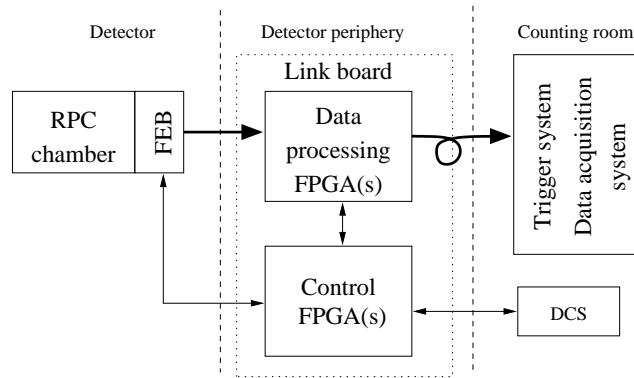 Detector
Detector periphery
Counting room
Link board
RPC
chamber
FEB
Data
processing
FPGA(s)
Trigger system
Data acquisition
system
Control
FPGA(s)
DCS